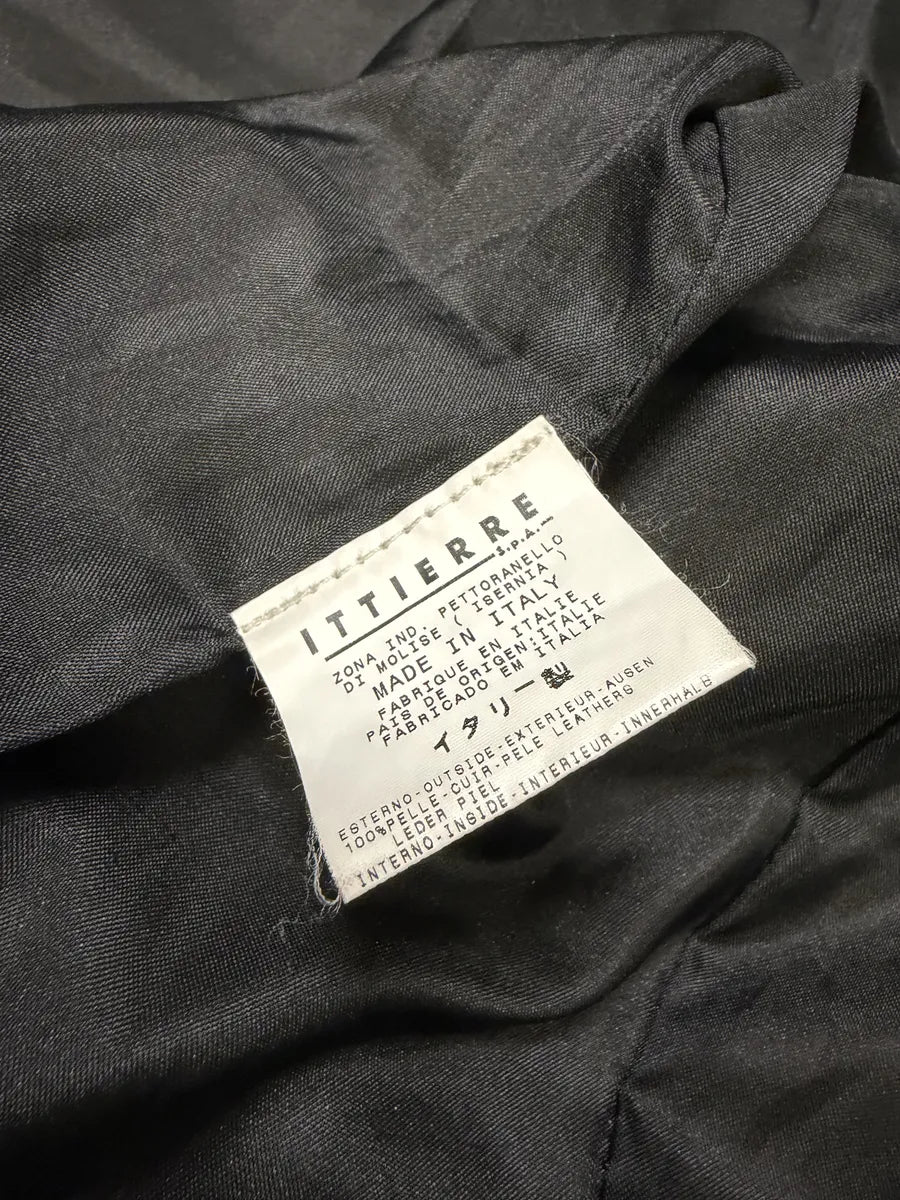 ITTIERRE
S.P.A.
ZONA IND. PETTORANELLO
DI MOLISE ( ISERNIA )
MADE IN ITALY
FABRIQUE EN ITALIE
PAIS DE ORIGEN:ITALIE
FABRICADO EM ITALIA
イタリー製
ESTERNO-OUTSIDE-EXTERIEUR-AUSEN
100%PELLE-CUIR-PELE LEATHERS
LEDER PIEL
INTERNO-INSIDE-INTERIEUR-INNERHALB